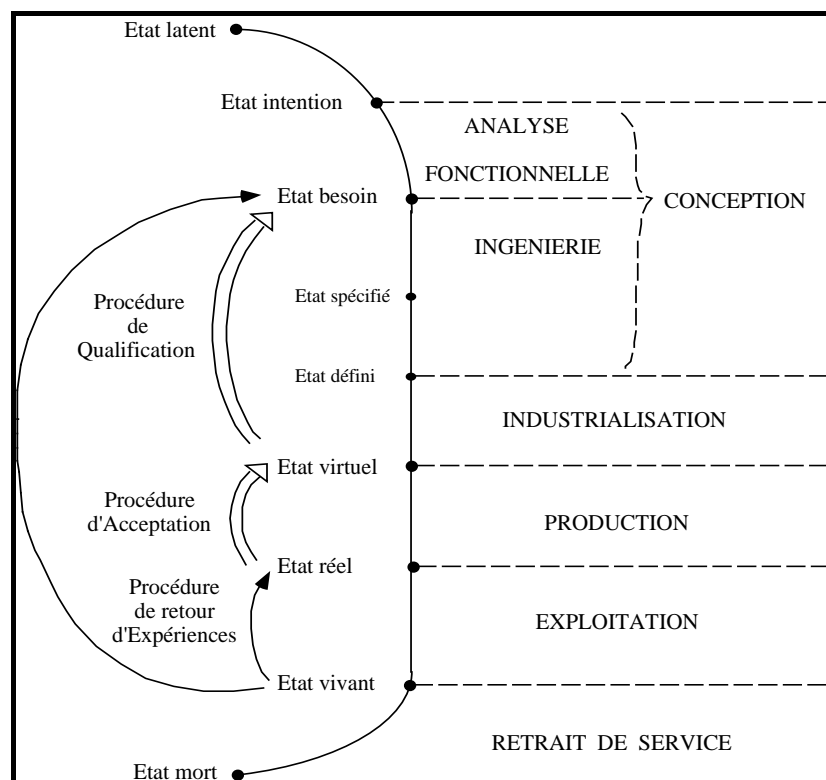 Etat latent
Etat intention
ANALYSE
FONCTIONNELLE
Etat besoin
CONCEPTION
INGENIERIE
Etat spécifié
Procédure
de
Qualification
Etat défini
INDUSTRIALISATION
Etat virtuel
Procédure
d'Acceptation
PRODUCTION
Etat réel
Procédure
de retour
d'Expériences
EXPLOITATION
Etat vivant
RETRAIT DE SERVICE
Etat mort